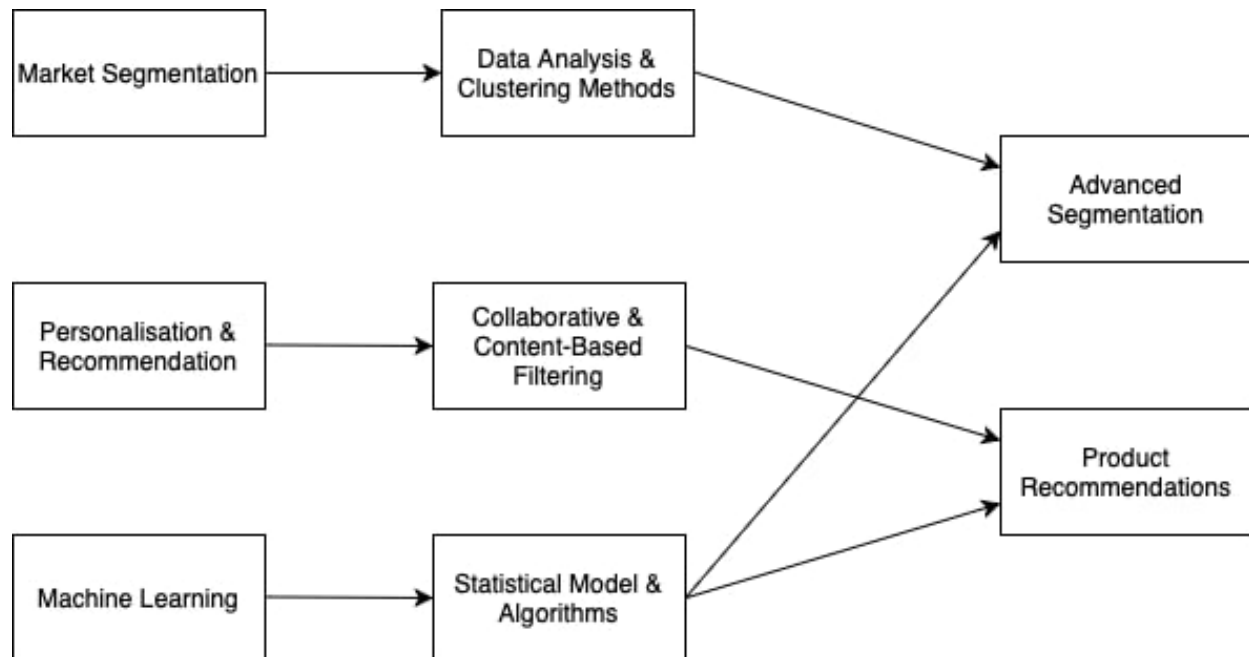 Market Segmentation
Data Analysis &
Clustering Methods
Advanced
Segmentation
Personalisation &
Recommendation
Collaborative &
Content-Based
Filtering
Product
Recommendations
Machine Learning
Statistical Model &
Algorithms